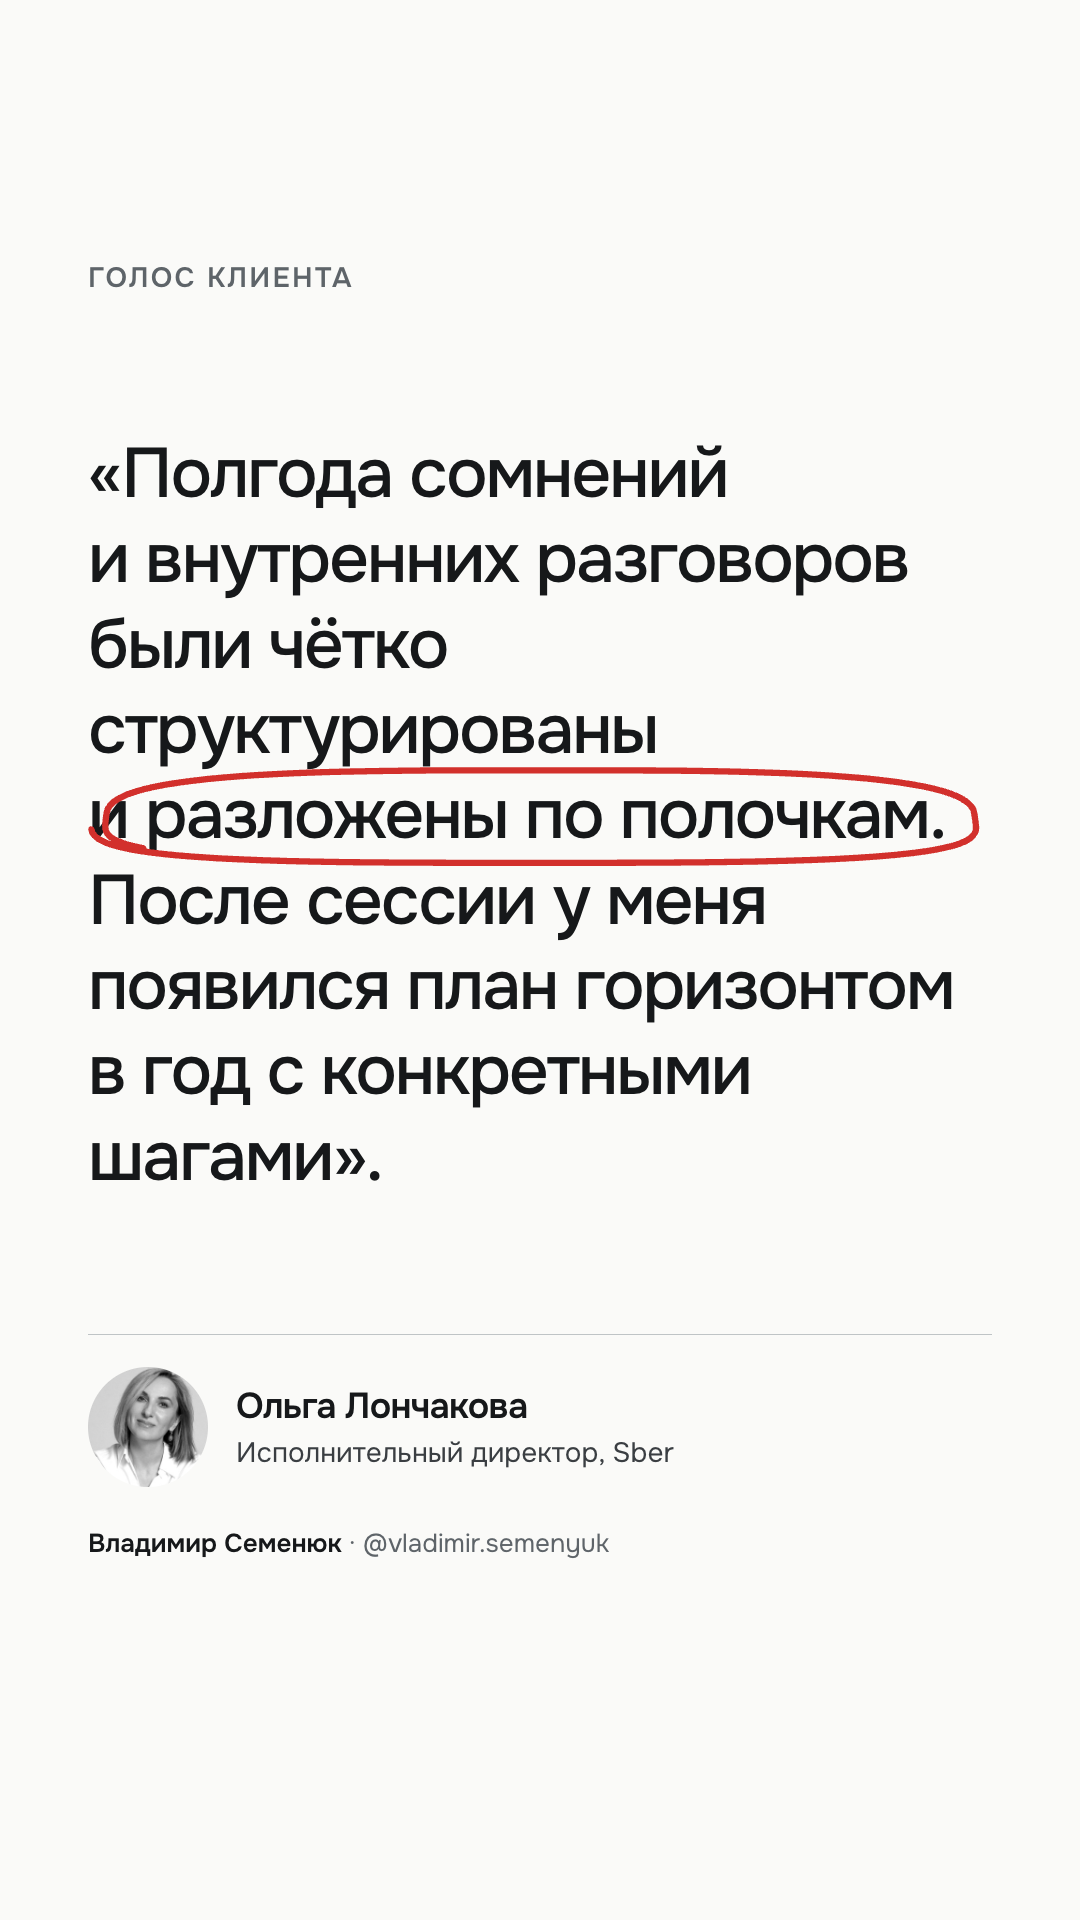 ГОЛОС КЛИЕНТА
«Полгода сомнений
и внутренних разговоров
были чётко
структурированы
и разложены по полочкам.
После сессии у меня
появился план горизонтом
в год с конкретными
шагами».
Ольга Лончакова
Исполнительный директор, Sber
Владимир Семенюк · @vladimir.semenyuk